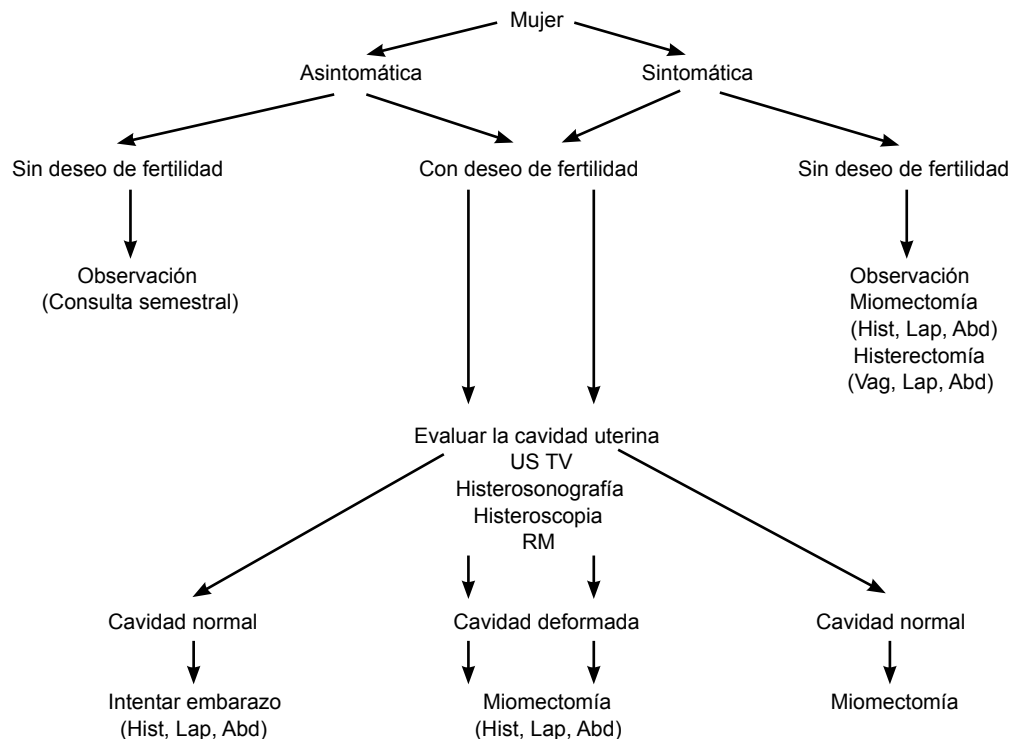 Mujer
Asintomática
Sintomática
Sin deseo de fertilidad
Con deseo de fertilidad
Sin deseo de fertilidad
Observación
(Consulta semestral)
Observación
Miomectomía
(Hist, Lap, Abd)
Histerectomía
(Vag, Lap, Abd)
Evaluar la cavidad uterina
US TV
Histerosonografía
Histeroscopia
RM
Cavidad normal
Cavidad deformada
Cavidad normal
Intentar embarazo
(Hist, Lap, Abd)
Miomectomía
(Hist, Lap, Abd)
Miomectomía